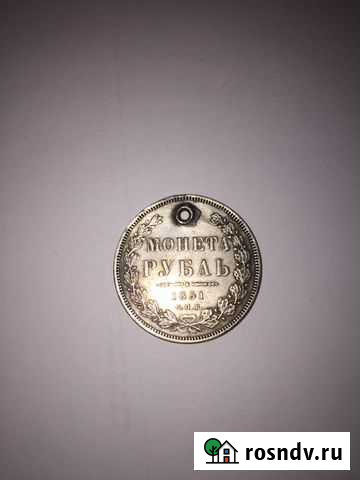 МОНЕТА
РУБЛЬ
1851
С.П.Б.
rosndv.ru